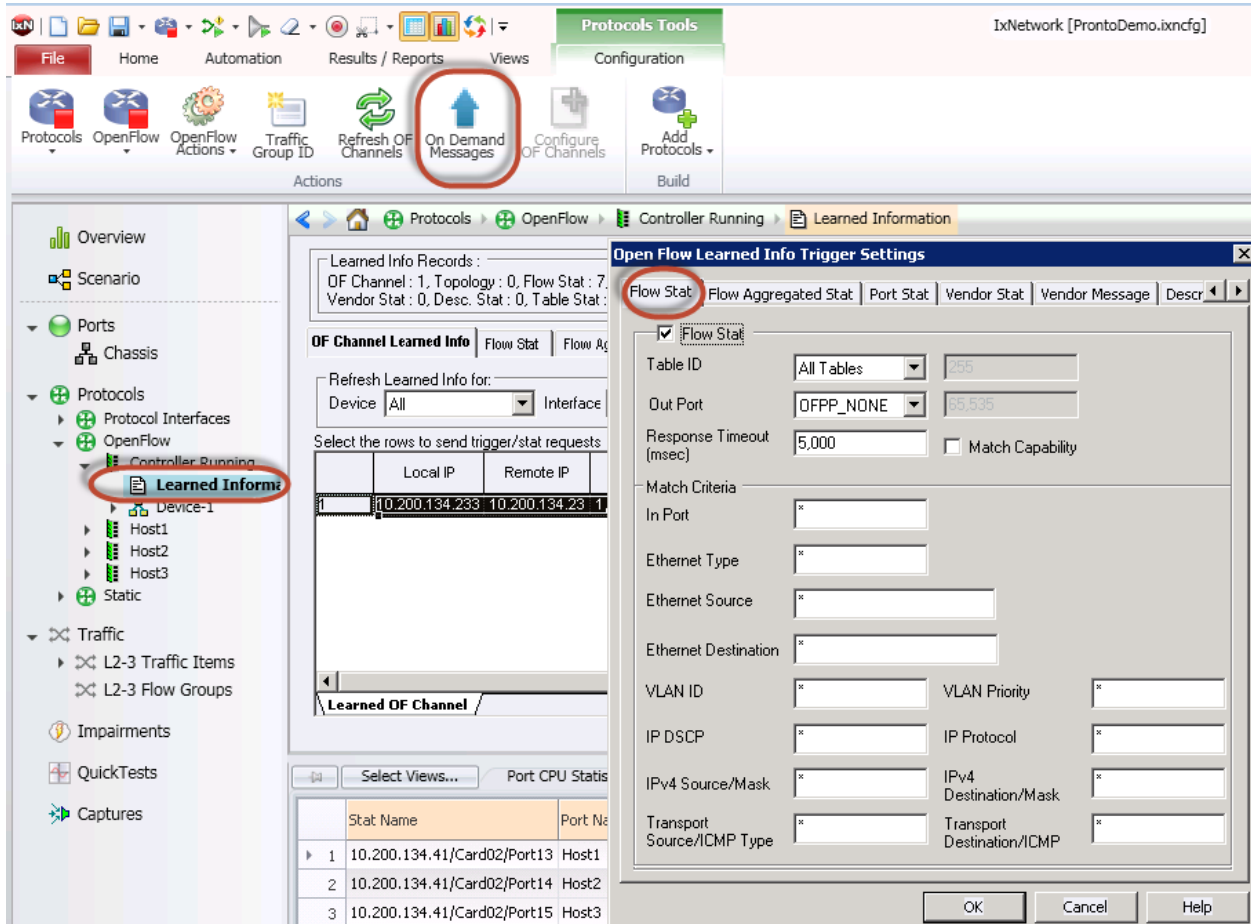 IxN
IxNetwork [ProntoDemo.ixncfg]
Protocols Tools
File Home Automation Results / Reports Views Configuration
Protocols
OpenFlow
OpenFlow Actions
Traffic Group ID
Refresh OF Channels
On Demand Messages
Configure OF Channels
Add Protocols
Actions
Build
Overview
Scenario
Ports
Chassis
Protocols
Protocol Interfaces
OpenFlow
Controller Running
Learned Informa
Device-1
Host1
Host2
Host3
Static
Traffic
L2-3 Traffic Items
L2-3 Flow Groups
Impairments
QuickTests
Captures
Protocols OpenFlow Controller Running Learned Information
Learned Info Records :
OF Channel : 1, Topology : 0, Flow Stat : 7,
Vendor Stat : 0, Desc. Stat : 0, Table Stat :
OF Channel Learned Info Flow Stat Flow Ag
Refresh Learned Info for:
Device All Interface
Select the rows to send trigger/stat requests
Local IP Remote IP
1 10.200.134.233 10.200.134.23 1
Learned OF Channel
Select Views... Port CPU Statis
Stat Name Port Na
1 10.200.134.41/Card02/Port13 Host1
2 10.200.134.41/Card02/Port14 Host2
3 10.200.134.41/Card02/Port15 Host3
Open Flow Learned Info Trigger Settings
Flow Stat Flow Aggregated Stat Port Stat Vendor Stat Vendor Message Descr
Flow Stat
Table ID All Tables 255
Out Port OFPP_NONE 65,535
Response Timeout (msec) 5,000 Match Capability
Match Criteria
In Port *
Ethernet Type *
Ethernet Source *
Ethernet Destination *
VLAN ID * VLAN Priority *
IP DSCP * IP Protocol *
IPv4 Source/Mask * IPv4 Destination/Mask *
Transport Source/ICMP Type * Transport Destination/ICMP *
OK Cancel Help